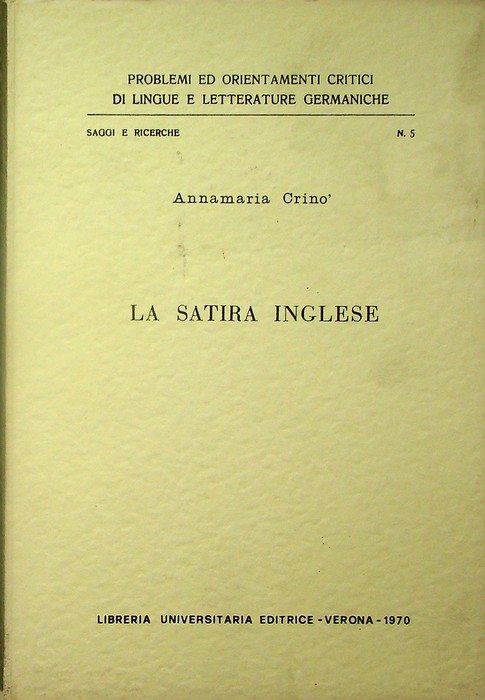 PROBLEMI ED ORIENTAMENTI CRITICI
DI LINGUE E LETTERATURE GERMANICHE
SAGGI E RICERCHE N. 5
Annamaria Crino'
LA SATIRA INGLESE
LIBRERIA UNIVERSITARIA EDITRICE - VERONA - 1970